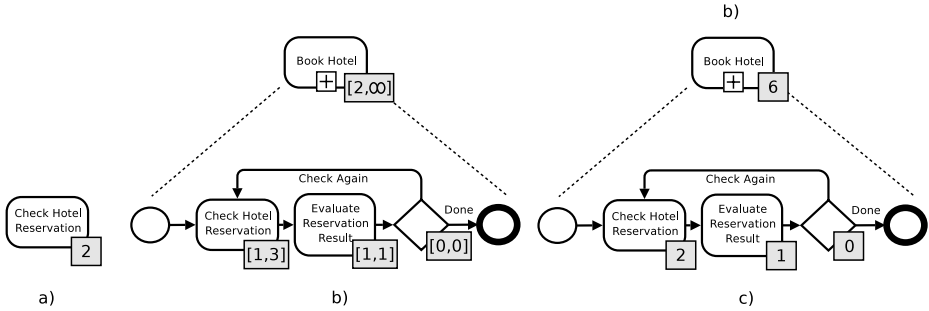 b)
Book Hotel
[2,∞]
Book Hotel
6
Check Hotel
Reservation
2
Check Again
Check Hotel
Reservation
[1,3]
Evaluate
Reservation
Result
[1,1]
Done
[0,0]
Check Again
Check Hotel
Reservation
2
Evaluate
Reservation
Result
1
Done
0
a)
b)
c)